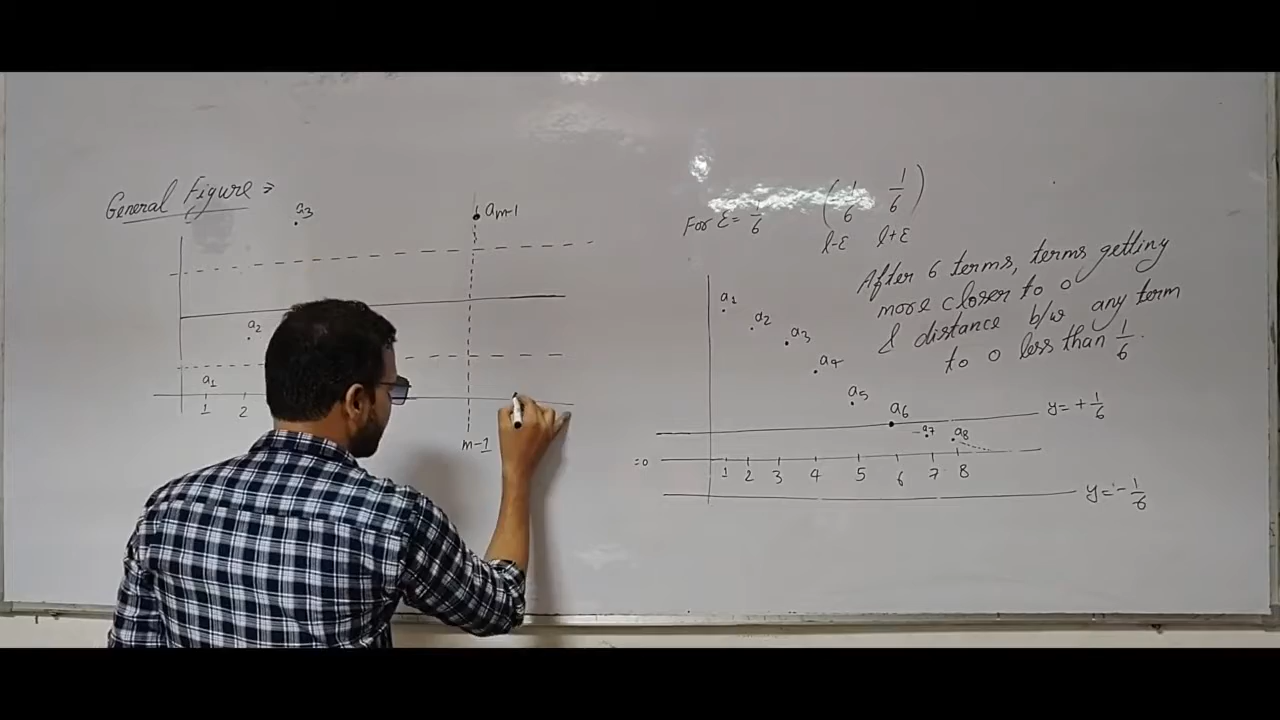 General Figure ⇒
a3
am-1
a2
a1
1 2
m-1
For ε = 1/6 (1/6 1/6)
l-ε l+ε
After 6 terms, terms getting
more closer to 0
& distance b/w any term
to 0 less than 1/6.
a1
a2
a3
a4
a5
a6
a7
a8
y = + 1/6
=0
1 2 3 4 5 6 7 8
y = - 1/6